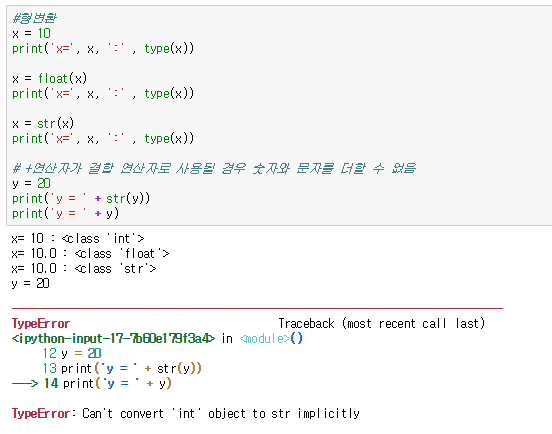 #형변환
x = 10
print('x=', x, ':' , type(x))
x = float(x)
print('x=', x, ':' , type(x))
x = str(x)
print('x=', x, ':' , type(x))
# +연산자가 결합 연산자로 사용될 경우 숫자와 문자를 더할 수 없음
y = 20
print('y = ' + str(y))
print('y = ' + y)
x= 10 : <class 'int'>
x= 10.0 : <class 'float'>
x= 10.0 : <class 'str'>
y = 20
TypeError Traceback (most recent call last)
<ipython-input-17-7b60e179f3a4> in <module>()
12 y = 20
13 print('y = ' + str(y))
---> 14 print('y = ' + y)
TypeError: Can't convert 'int' object to str implicitly